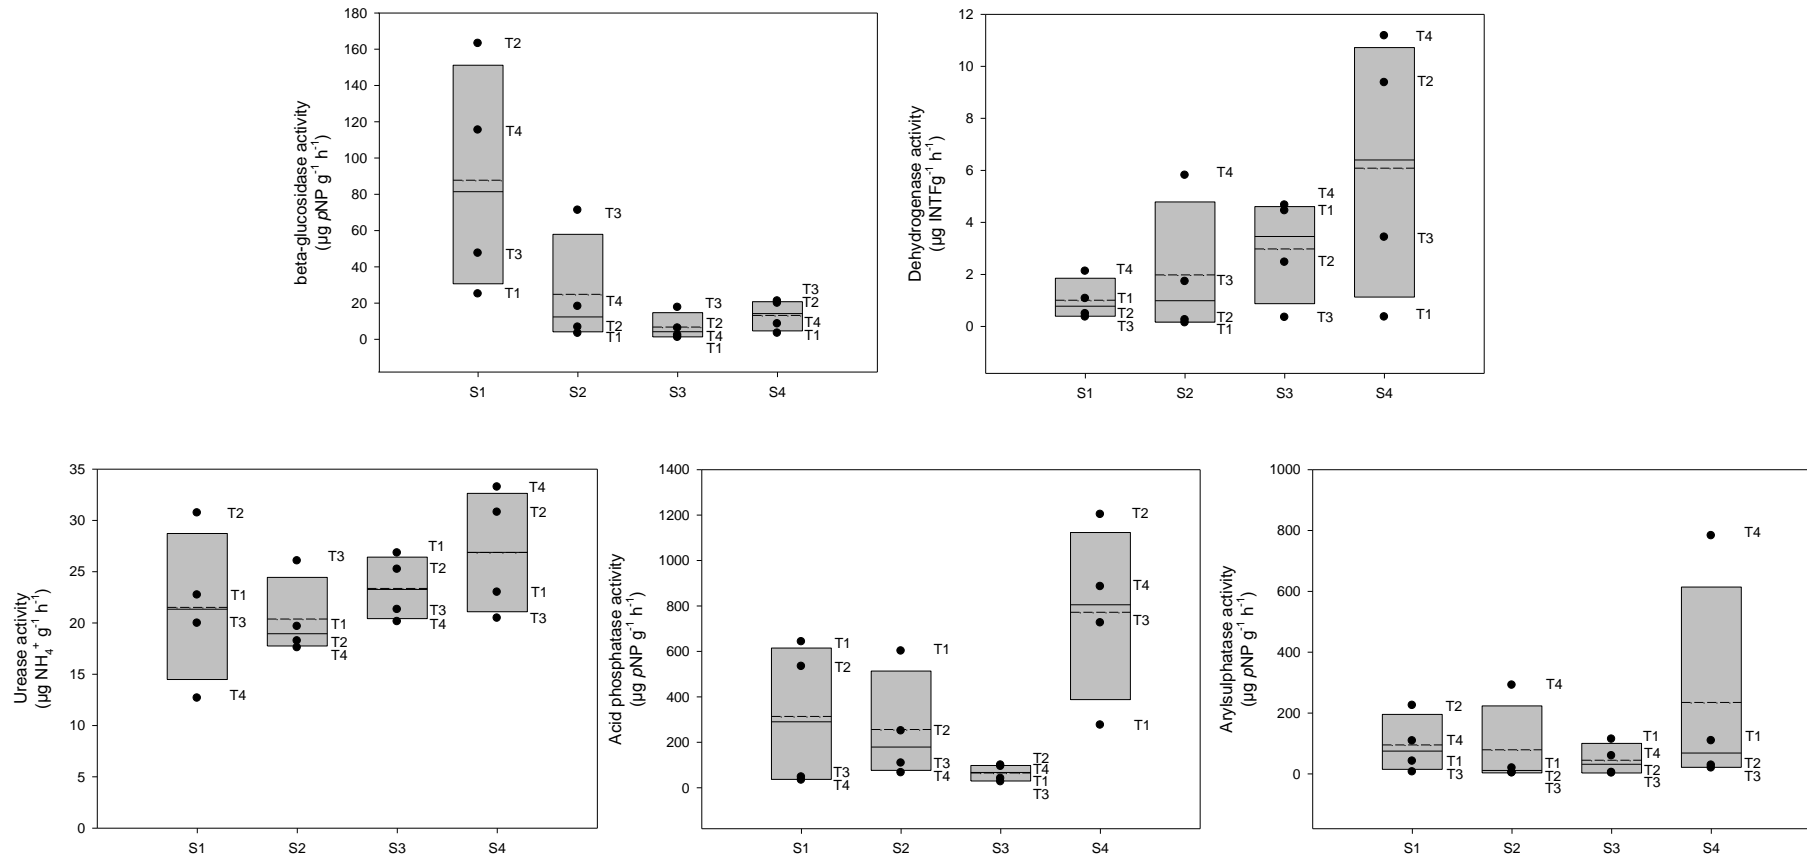 beta-glucosidase activity
(µg pNP g-1 h-1)
180
160
140
120
100
80
60
40
20
0
T2
T4
T3
T1
T3
T4
T2
T1
T3
T2
T4
T1
T3
T2
T4
T1
S1 S2 S3 S4
Dehydrogenase activity
(µg INTFg-1 h-1)
12
10
8
6
4
2
0
T4
T1
T2
T3
T4
T3
T2
T1
T4
T1
T2
T3
T4
T2
T3
T1
S1 S2 S3 S4
Urease activity
(µg NH4+ g-1 h-1)
35
30
25
20
15
10
5
0
T2
T1
T3
T4
T3
T1
T2
T4
T1
T2
T3
T4
T4
T2
T1
T3
S1 S2 S3 S4
Acid phosphatase activity
(µg pNP g-1 h-1)
1400
1200
1000
800
600
400
200
0
T1
T2
T3
T4
T1
T2
T3
T4
T2
T4
T1
T3
T2
T4
T3
T1
S1 S2 S3 S4
Arylsulphatase activity
(µg pNP g-1 h-1)
1000
800
600
400
200
0
T2
T4
T1
T3
T4
T1
T2
T3
T1
T4
T2
T3
T4
T1
T2
T3
S1 S2 S3 S4